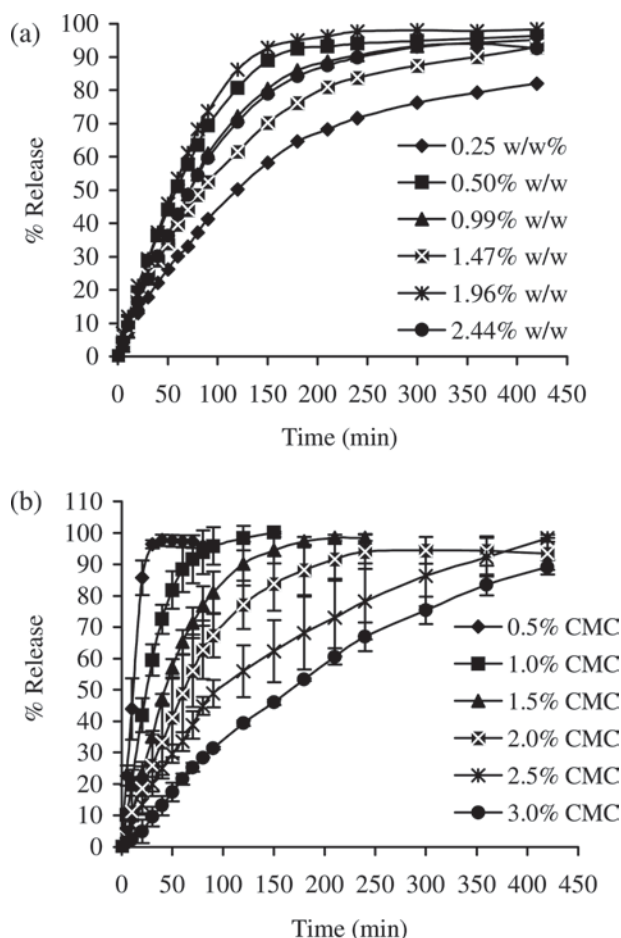 (a)
100
90
80
70
60
50
40
30
20
10
0
% Release
0.25 w/w%
0.50% w/w
0.99% w/w
1.47% w/w
1.96% w/w
2.44% w/w
0 50 100 150 200 250 300 350 400 450
Time (min)
(b)
110
100
90
80
70
60
50
40
30
20
10
0
% Release
0.5% CMC
1.0% CMC
1.5% CMC
2.0% CMC
2.5% CMC
3.0% CMC
0 50 100 150 200 250 300 350 400 450
Time (min)